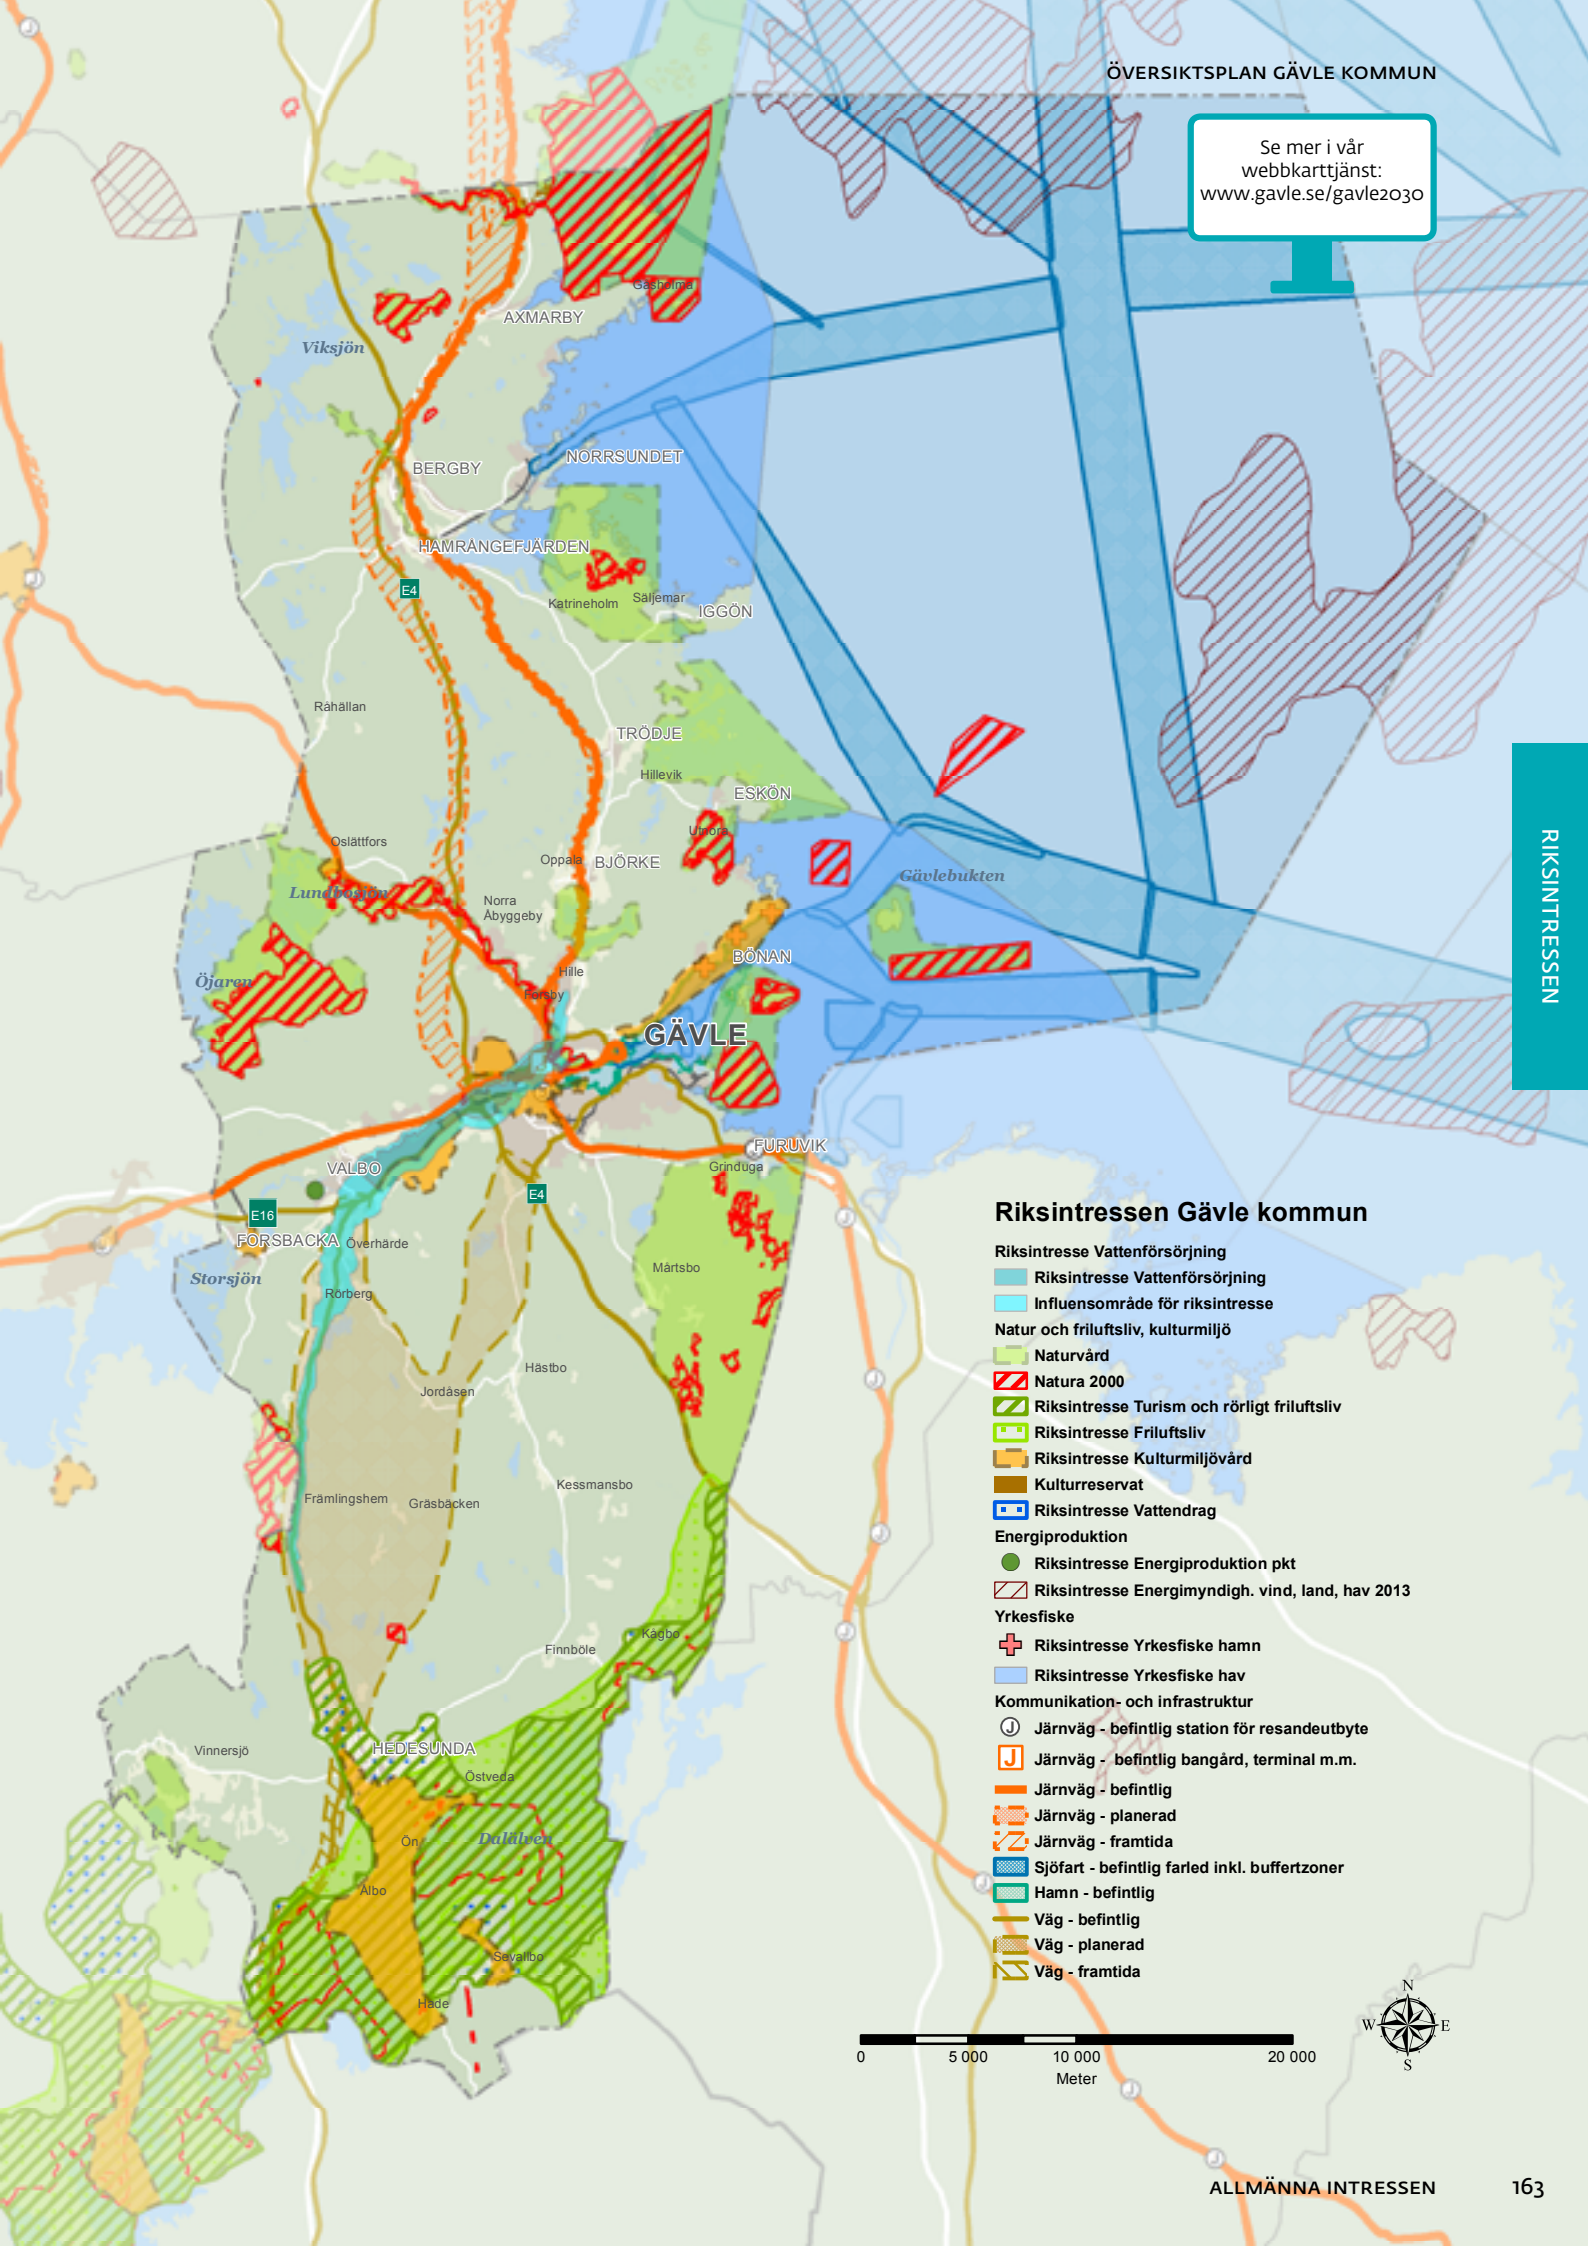 ÖVERSIKTSPLAN GÄVLE KOMMUN
Se mer i vår
webbkarttjänst:
www.gavle.se/gavle2030
Gåsholma
AXMARBY
Viksjön
BERGBY
NORRSUNDET
HAMRÅNGEFJÄRDEN
E4
Katrineholm
Säljemar
IGGÖN
Råhällan
TRÖDJE
Hillevik
ESKÖN
Utnora
Oslättfors
Oppala
BJÖRKE
Gävlebukten
Lundbosjön
Norra
Åbyggeby
BÖNAN
Hille
Öjaren
Forsby
GÄVLE
RIKSINTRESSEN
FURUVIK
VALBO
Grinduga
E4
E16
FORSBACKA
Överhärde
Mårtsbo
Storsjön
Rörberg
Hästbo
Jordåsen
Kessmansbo
Främlingshem
Gräsbäcken
Kågbo
Finnböle
Vinnersjö
HEDESUNDA
Östveda
Ön
Dalälven
Ålbo
Sevallbo
Hade
Riksintressen Gävle kommun
Riksintresse Vattenförsörjning
Riksintresse Vattenförsörjning
Influensområde för riksintresse
Natur och friluftsliv, kulturmiljö
Naturvård
Natura 2000
Riksintresse Turism och rörligt friluftsliv
Riksintresse Friluftsliv
Riksintresse Kulturmiljövård
Kulturreservat
Riksintresse Vattendrag
Energiproduktion
Riksintresse Energiproduktion pkt
Riksintresse Energimyndigh. vind, land, hav 2013
Yrkesfiske
Riksintresse Yrkesfiske hamn
Riksintresse Yrkesfiske hav
Kommunikation- och infrastruktur
J Järnväg - befintlig station för resandeutbyte
J Järnväg - befintlig bangård, terminal m.m.
Järnväg - befintlig
Järnväg - planerad
Järnväg - framtida
Sjöfart - befintlig farled inkl. buffertzoner
Hamn - befintlig
Väg - befintlig
Väg - planerad
Väg - framtida
N
W E
S
0 5 000 10 000 20 000
Meter
ALLMÄNNA INTRESSEN 163